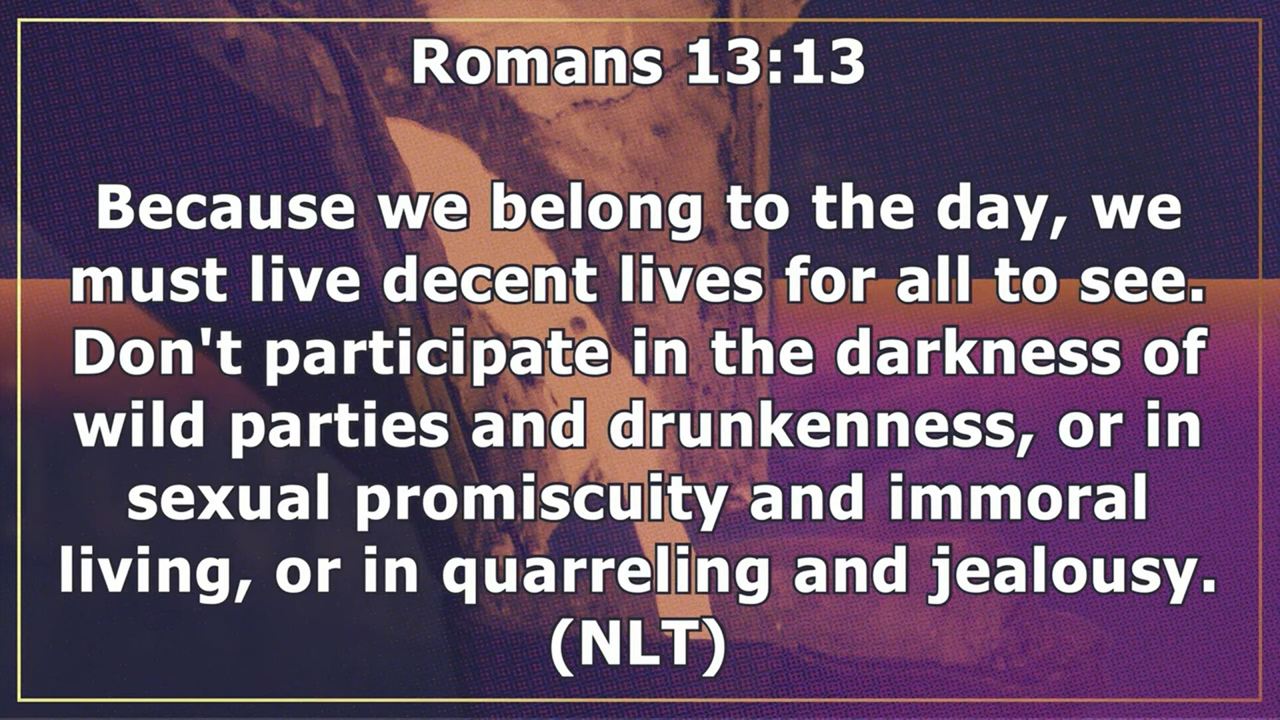 Romans 13:13
Because we belong to the day, we
must live decent lives for all to see.
Don't participate in the darkness of
wild parties and drunkenness, or in
sexual promiscuity and immoral
living, or in quarreling and jealousy.
(NLT)